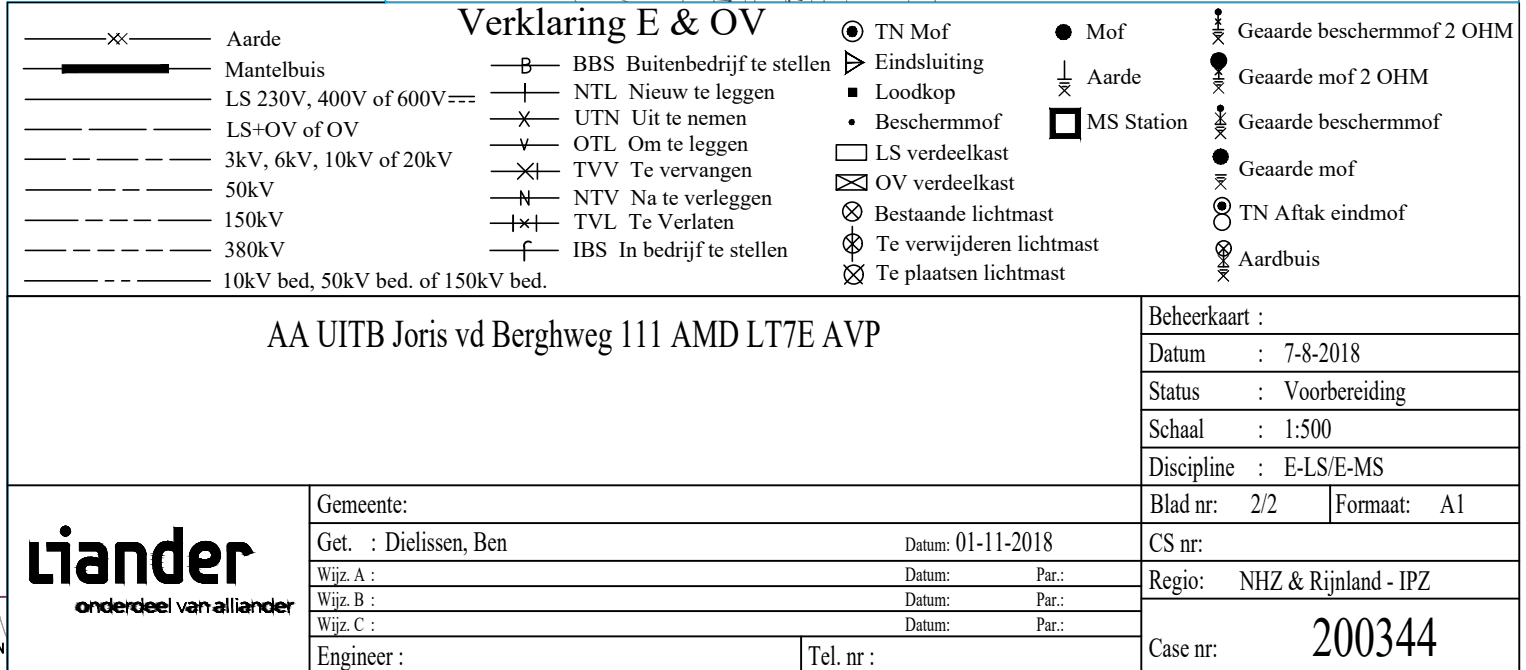 Verklaring E & OV
Aarde
Mantelbuis
LS 230V, 400V of 600V
LS+OV of OV
3kV, 6kV, 10kV of 20kV
50kV
150kV
380kV
10kV bed, 50kV bed. of 150kV bed.
B BBS Buitenbedrijf te stellen
NTL Nieuw te leggen
UTN Uit te nemen
OTL Om te leggen
TVV Te vervangen
N NTV Na te verleggen
TVL Te Verlaten
IBS In bedrijf te stellen
TN Mof
Eindsluiting
Loodkop
Beschermmof
LS verdeelkast
OV verdeelkast
Bestaande lichtmast
Te verwijderen lichtmast
Te plaatsen lichtmast
Mof
Aarde
MS Station
Geaarde beschermmof 2 OHM
Geaarde mof 2 OHM
Geaarde beschermmof
Geaarde mof
TN Aftak eindmof
Aardbuis
AA UITB Joris vd Berghweg 111 AMD LT7E AVP
Beheerkaart :
Datum : 7-8-2018
Status : Voorbereiding
Schaal : 1:500
Discipline : E-LS/E-MS
liander
onderdeel van alliander
Gemeente:
Get. : Dielissen, Ben Datum: 01-11-2018
Wijz. A : Datum: Par.:
Wijz. B : Datum: Par.:
Wijz. C : Datum: Par.:
Engineer : Tel. nr :
Blad nr: 2/2 Formaat: A1
CS nr:
Regio: NHZ & Rijnland - IPZ
Case nr: 200344
N